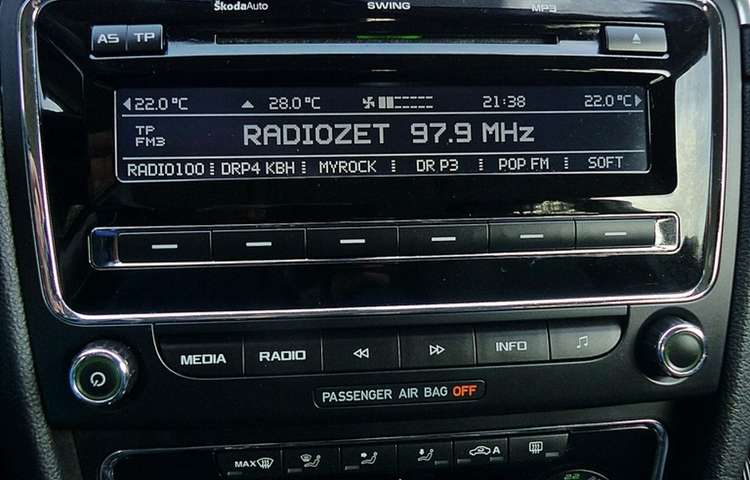 ŠkodaAuto SWING MP3
AS TP
22.0 °C 28.0 °C 21:38 22.0 °C
TP
FM3
RADIOZET 97.9 MHz
RADIO100 DRP4 KBH MYROCK DR P3 POP FM SOFT
MEDIA RADIO INFO
PASSENGER AIR BAG OFF
MAX A